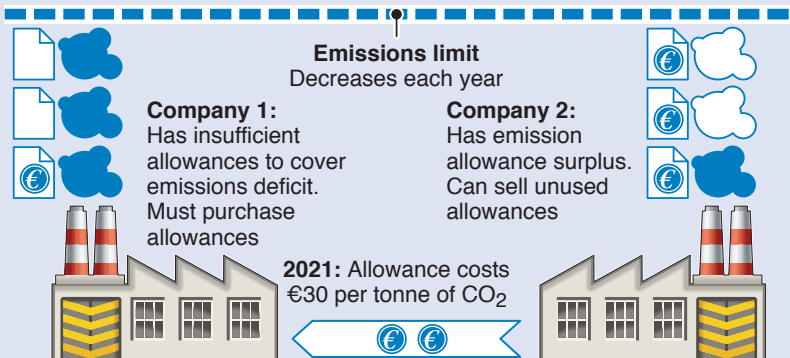 Emissions limit
Decreases each year
Company 1:
Has insufficient
allowances to cover
emissions deficit.
Must purchase
allowances
Company 2:
Has emission
allowance surplus.
Can sell unused
allowances
2021: Allowance costs
€30 per tonne of CO₂
€
€
€
€
€ €